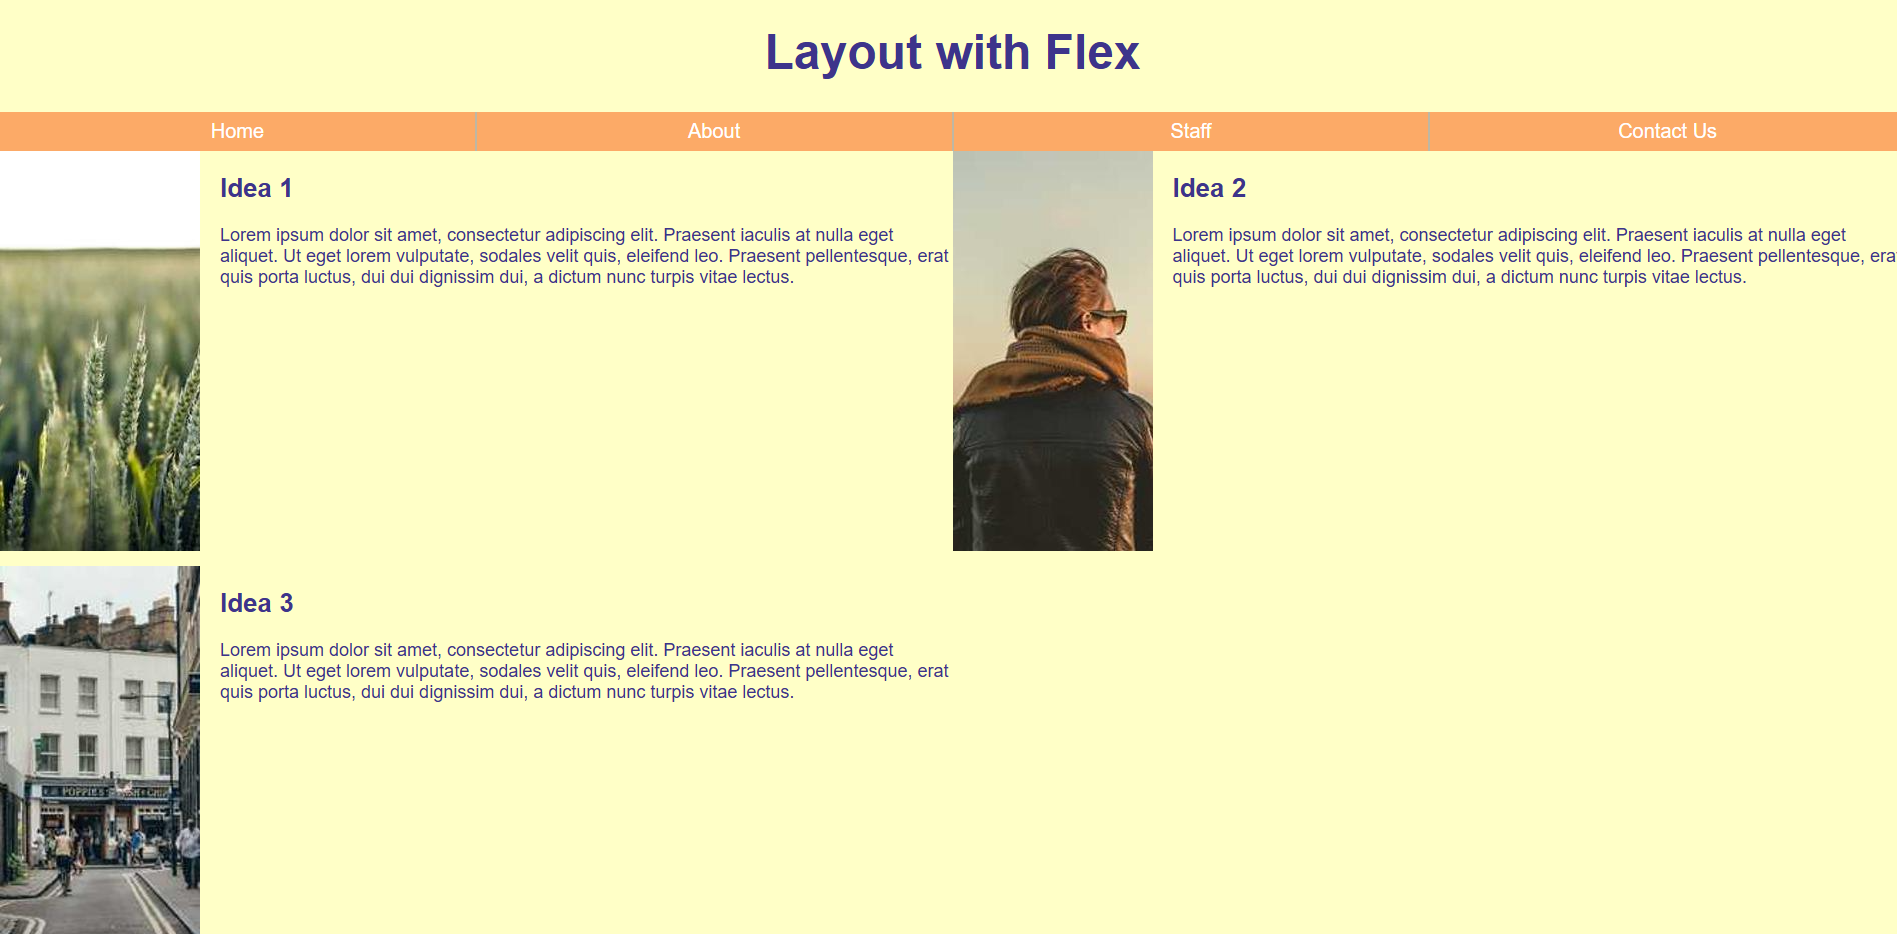 Layout with Flex
Home
About
Staff
Contact Us
Idea 1
Lorem ipsum dolor sit amet, consectetur adipiscing elit. Praesent iaculis at nulla eget
aliquet. Ut eget lorem vulputate, sodales velit quis, eleifend leo. Praesent pellentesque, erat
quis porta luctus, dui dui dignissim dui, a dictum nunc turpis vitae lectus.
Idea 2
Lorem ipsum dolor sit amet, consectetur adipiscing elit. Praesent iaculis at nulla eget
aliquet. Ut eget lorem vulputate, sodales velit quis, eleifend leo. Praesent pellentesque, erat
quis porta luctus, dui dui dignissim dui, a dictum nunc turpis vitae lectus.
Idea 3
Lorem ipsum dolor sit amet, consectetur adipiscing elit. Praesent iaculis at nulla eget
aliquet. Ut eget lorem vulputate, sodales velit quis, eleifend leo. Praesent pellentesque, erat
quis porta luctus, dui dui dignissim dui, a dictum nunc turpis vitae lectus.
POPPIE'S